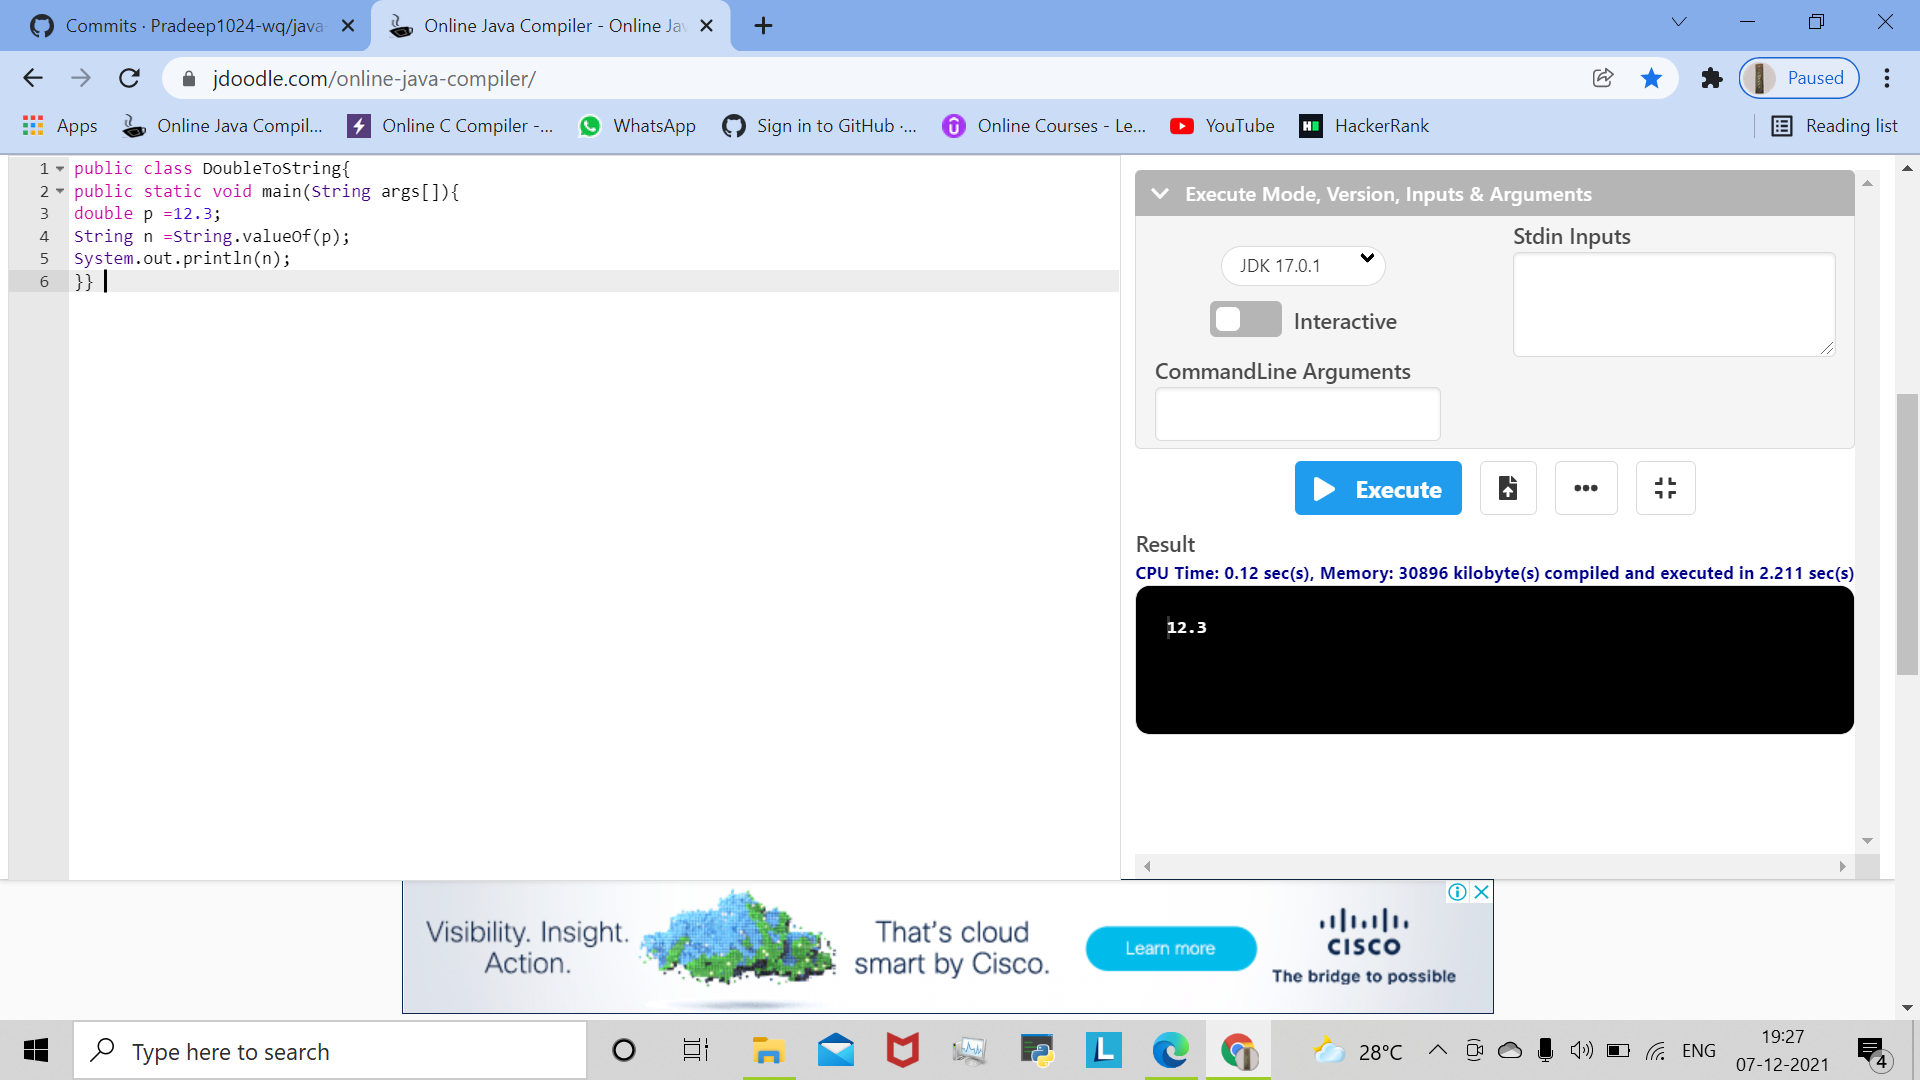 Commits · Pradeep1024-wq/java
Online Java Compiler - Online Jav
jdoodle.com/online-java-compiler/
Paused
Apps
Online Java Compil...
Online C Compiler -...
WhatsApp
Sign in to GitHub ·...
Online Courses - Le...
YouTube
HackerRank
Reading list
1 public class DoubleToString{
2 public static void main(String args[]){
3 double p =12.3;
4 String n =String.valueOf(p);
5 System.out.println(n);
6 }}
Execute Mode, Version, Inputs & Arguments
JDK 17.0.1
Stdin Inputs
Interactive
CommandLine Arguments
Execute
Result
CPU Time: 0.12 sec(s), Memory: 30896 kilobyte(s) compiled and executed in 2.211 sec(s)
12.3
Visibility. Insight.
Action.
That's cloud
smart by Cisco.
Learn more
CISCO
The bridge to possible
Type here to search
28°C
ENG
19:27
07-12-2021
4